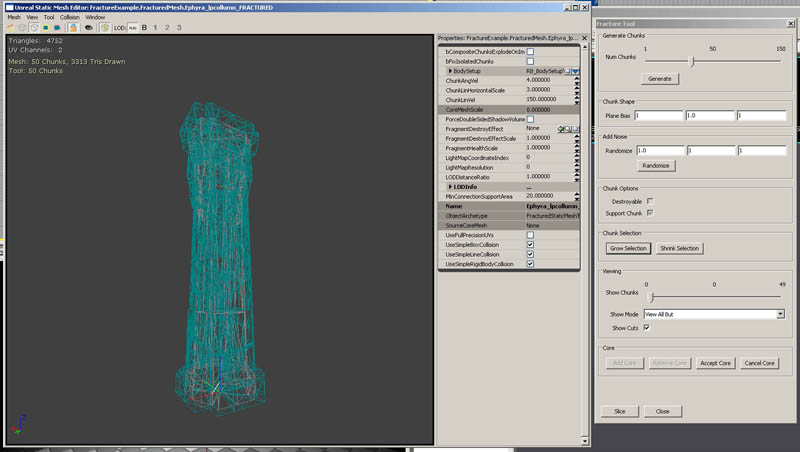 Unreal Static Mesh Editor: FractureExample.FracturedMesh.Ephyra_lpcollumn_FRACTURED
Mesh View Tool Collision Window
LOD: Auto B 1 2 3
Triangles: 4752
UV Channels: 2
Mesh: 50 Chunks, 3313 Tris Drawn
Tool: 50 Chunks
Z
Properties: FractureExample.FracturedMesh.Ephyra_lpc...
bCompositeChunksExplodeOnIm
bFixIsolatedChunks
BodySetup RB_BodySetup
ChunkAngVel 4.000000
ChunkLinHorizontalScale 3.000000
ChunkLinVel 150.000000
CoreMeshScale 0.000000
ForceDoubleSidedShadowVolume
FragmentDestroyEffect None
FragmentDestroyEffectScale 1.000000
FragmentHealthScale 1.000000
LightMapCoordinateIndex 0
LightMapResolution 0
LODDistanceRatio 1.000000
LODInfo ...
MinConnectionSupportArea 20.000000
Name Ephyra_lpcollumn_
ObjectArchetype FracturedStaticMesh
SourceCoreMesh None
UseFullPrecisionUVs
UseSimpleBoxCollision
UseSimpleLineCollision
UseSimpleRigidBodyCollision
Fracture Tool
Generate Chunks
1 50 150
Num Chunks
Generate
Chunk Shape
Plane Bias 1 1.0 1
Add Noise
Randomize 1.0 1 1
Randomize
Chunk Options
Destroyable
Support Chunk
Chunk Selection
Grow Selection Shrink Selection
Viewing
0 0 49
Show Chunks
Show Mode View All But
Show Cuts
Core
Add Core Remove Core Accept Core Cancel Core
Slice Close